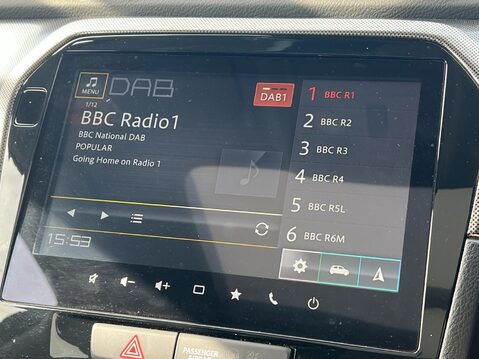 DAB
MENU
1/12
DAB1
BBC Radio1
BBC National DAB
POPULAR
Going Home on Radio 1
1 BBC R1
2 BBC R2
3 BBC R3
4 BBC R4
5 BBC R5L
6 BBC R6M
15:53
PASSENGER